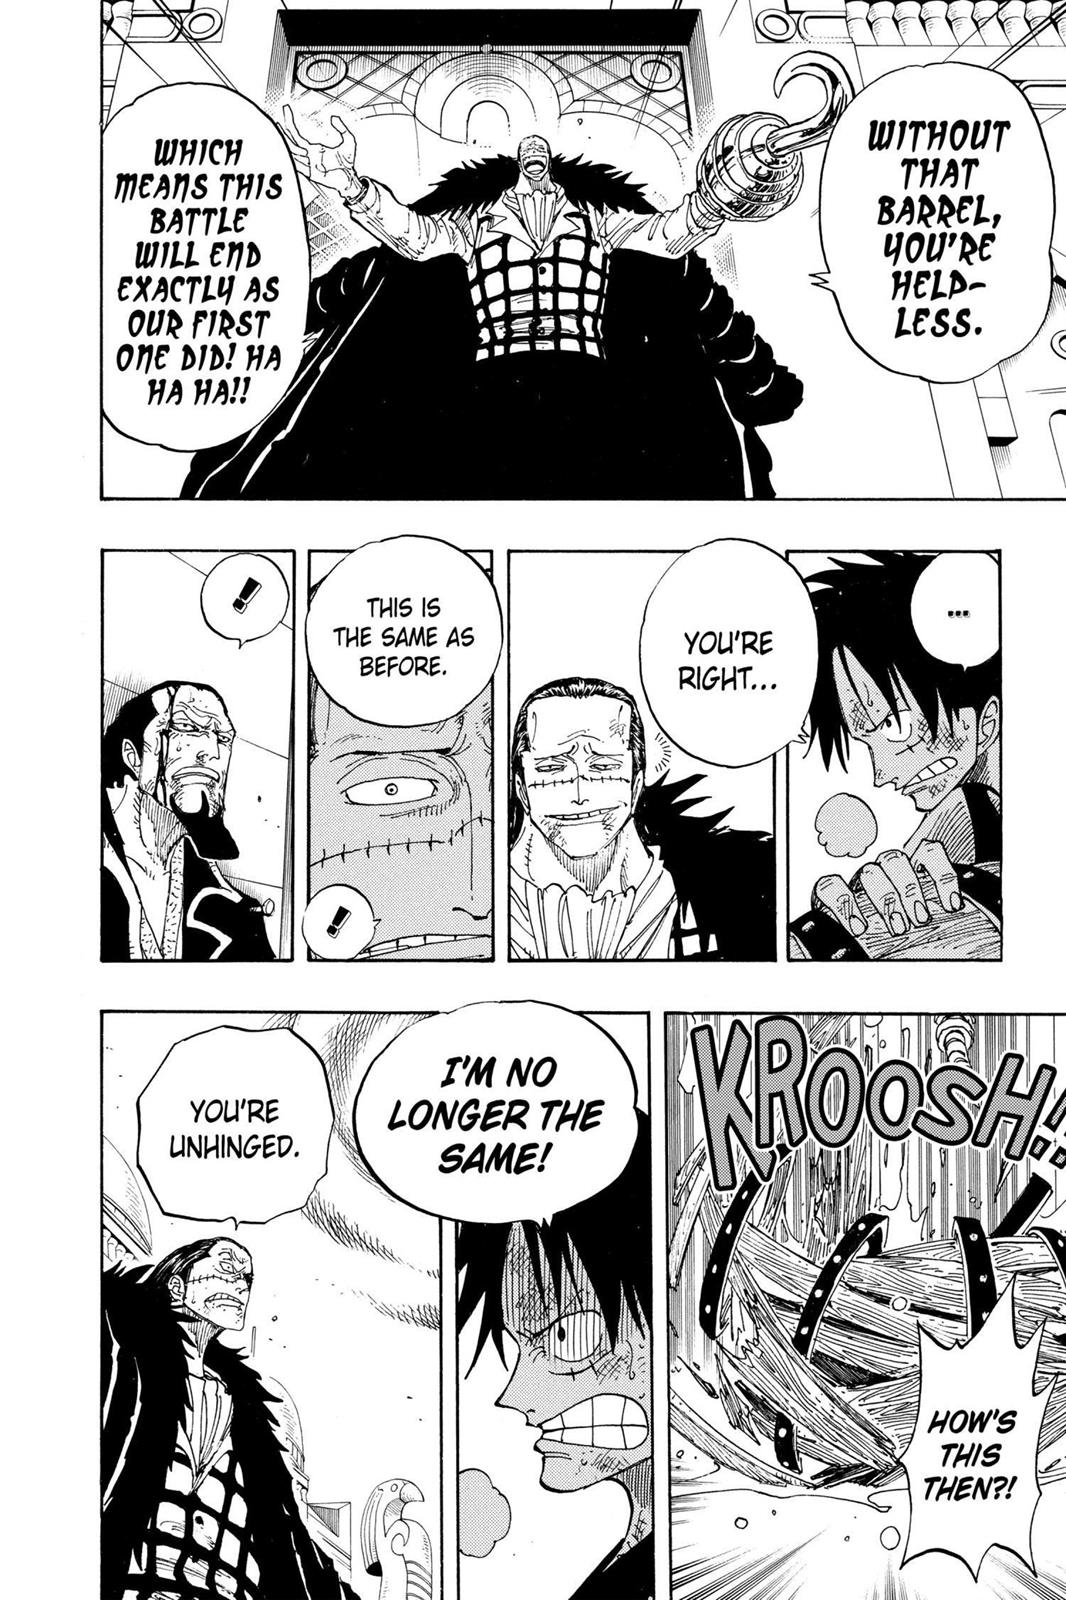 WITHOUT
THAT
BARREL,
YOU'RE
HELP-
LESS.
WHICH
MEANS THIS
BATTLE
WILL END
EXACTLY AS
OUR FIRST
ONE DID! HA
HA HA!!
...
YOU'RE
RIGHT...
THIS IS
THE SAME AS
BEFORE.
!
!
KROOSH!!
HOW'S
THIS
THEN?!
I'M NO
LONGER THE
SAME!
YOU'RE
UNHINGED.